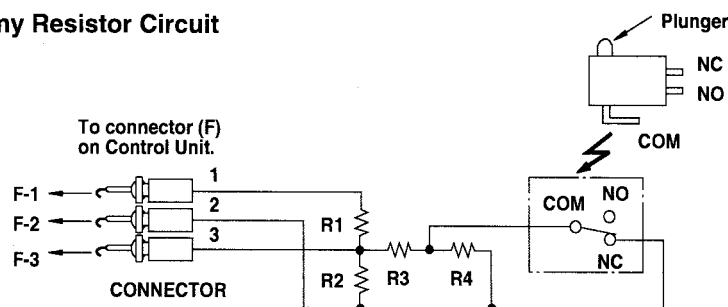 Resistor Circuit
Plunger
NC
NO
COM
To connector (F)
on Control Unit.
1
F-1
2
F-2
3
F-3
CONNECTOR
R1
R2
R3
R4
COM
NO
NC